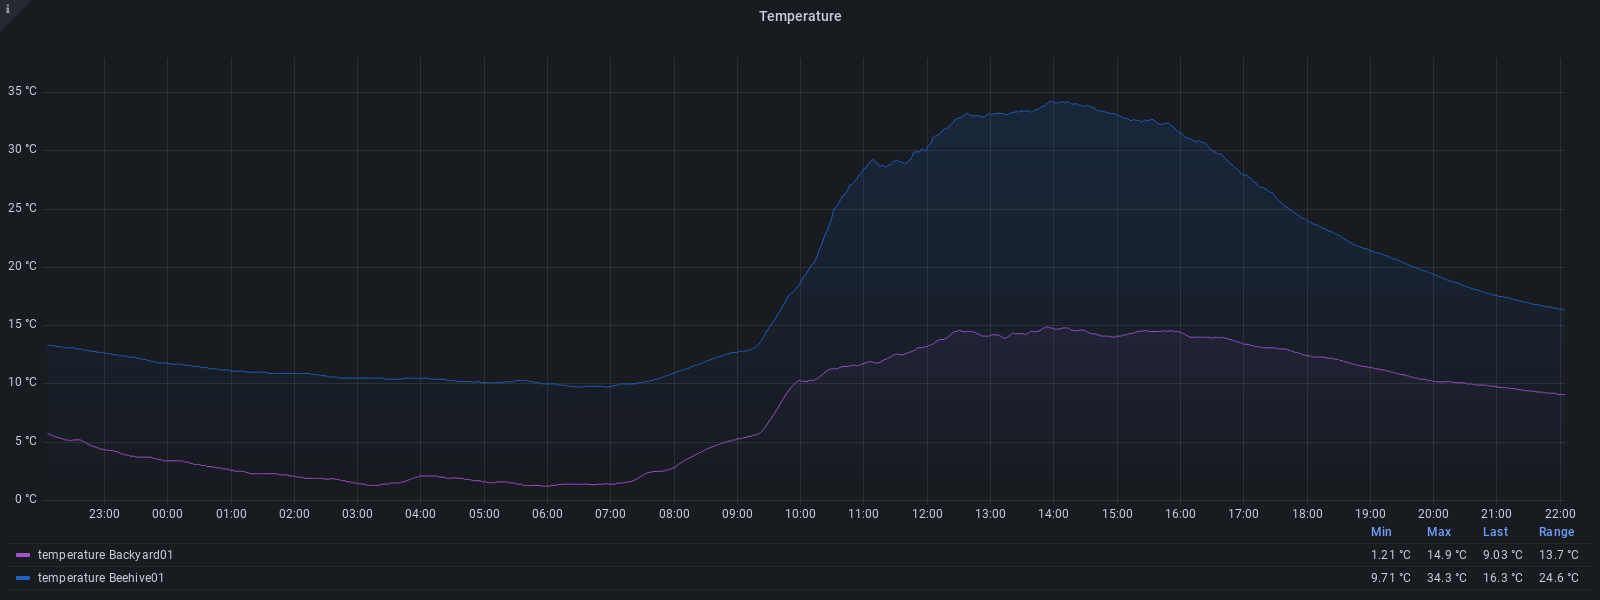 i
Temperature
35 °C
30 °C
25 °C
20 °C
15 °C
10 °C
5 °C
0 °C
23:00 00:00 01:00 02:00 03:00 04:00 05:00 06:00 07:00 08:00 09:00 10:00 11:00 12:00 13:00 14:00 15:00 16:00 17:00 18:00 19:00 20:00 21:00 22:00
Min Max Last Range
temperature Backyard01 1.21 °C 14.9 °C 9.03 °C 13.7 °C
temperature Beehive01 9.71 °C 34.3 °C 16.3 °C 24.6 °C